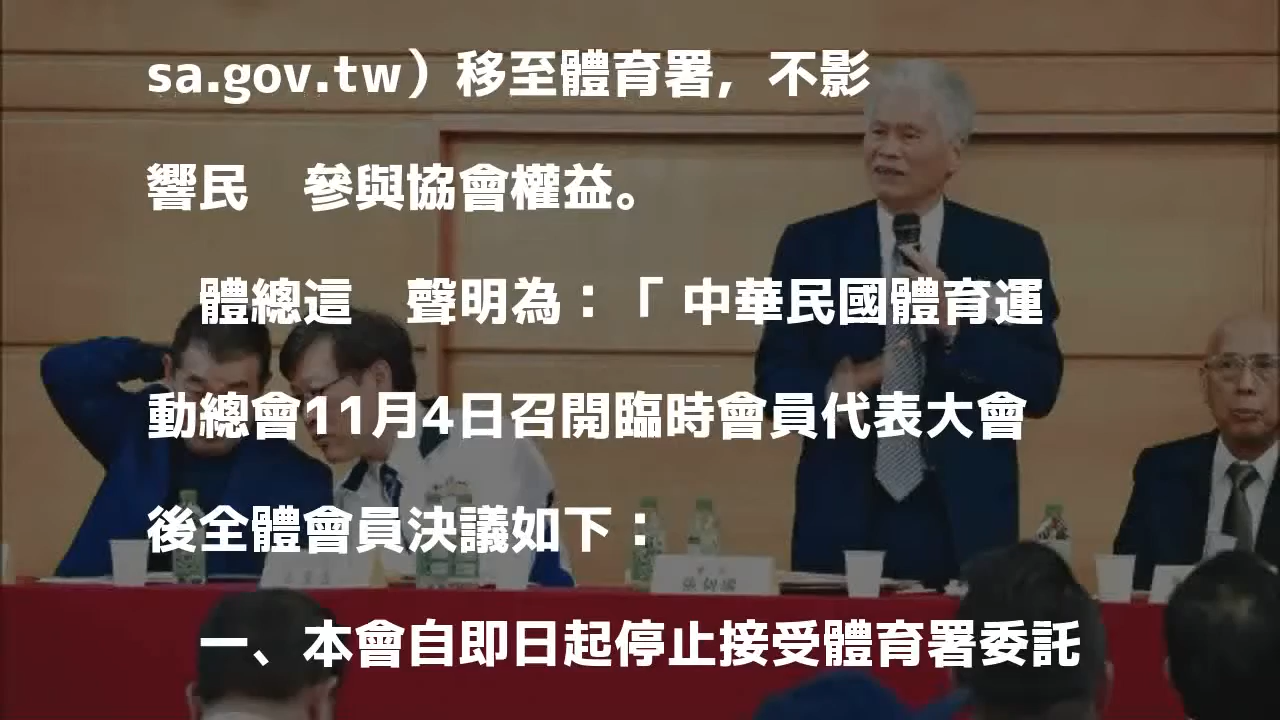 sa.gov.tw）移至體育署，不影
響民　參與協會權益。
體總這　聲明為：「 中華民國體育運
動總會11月4日召開臨時會員代表大會
後全體會員決議如下：
一、本會自即日起停止接受體育署委託